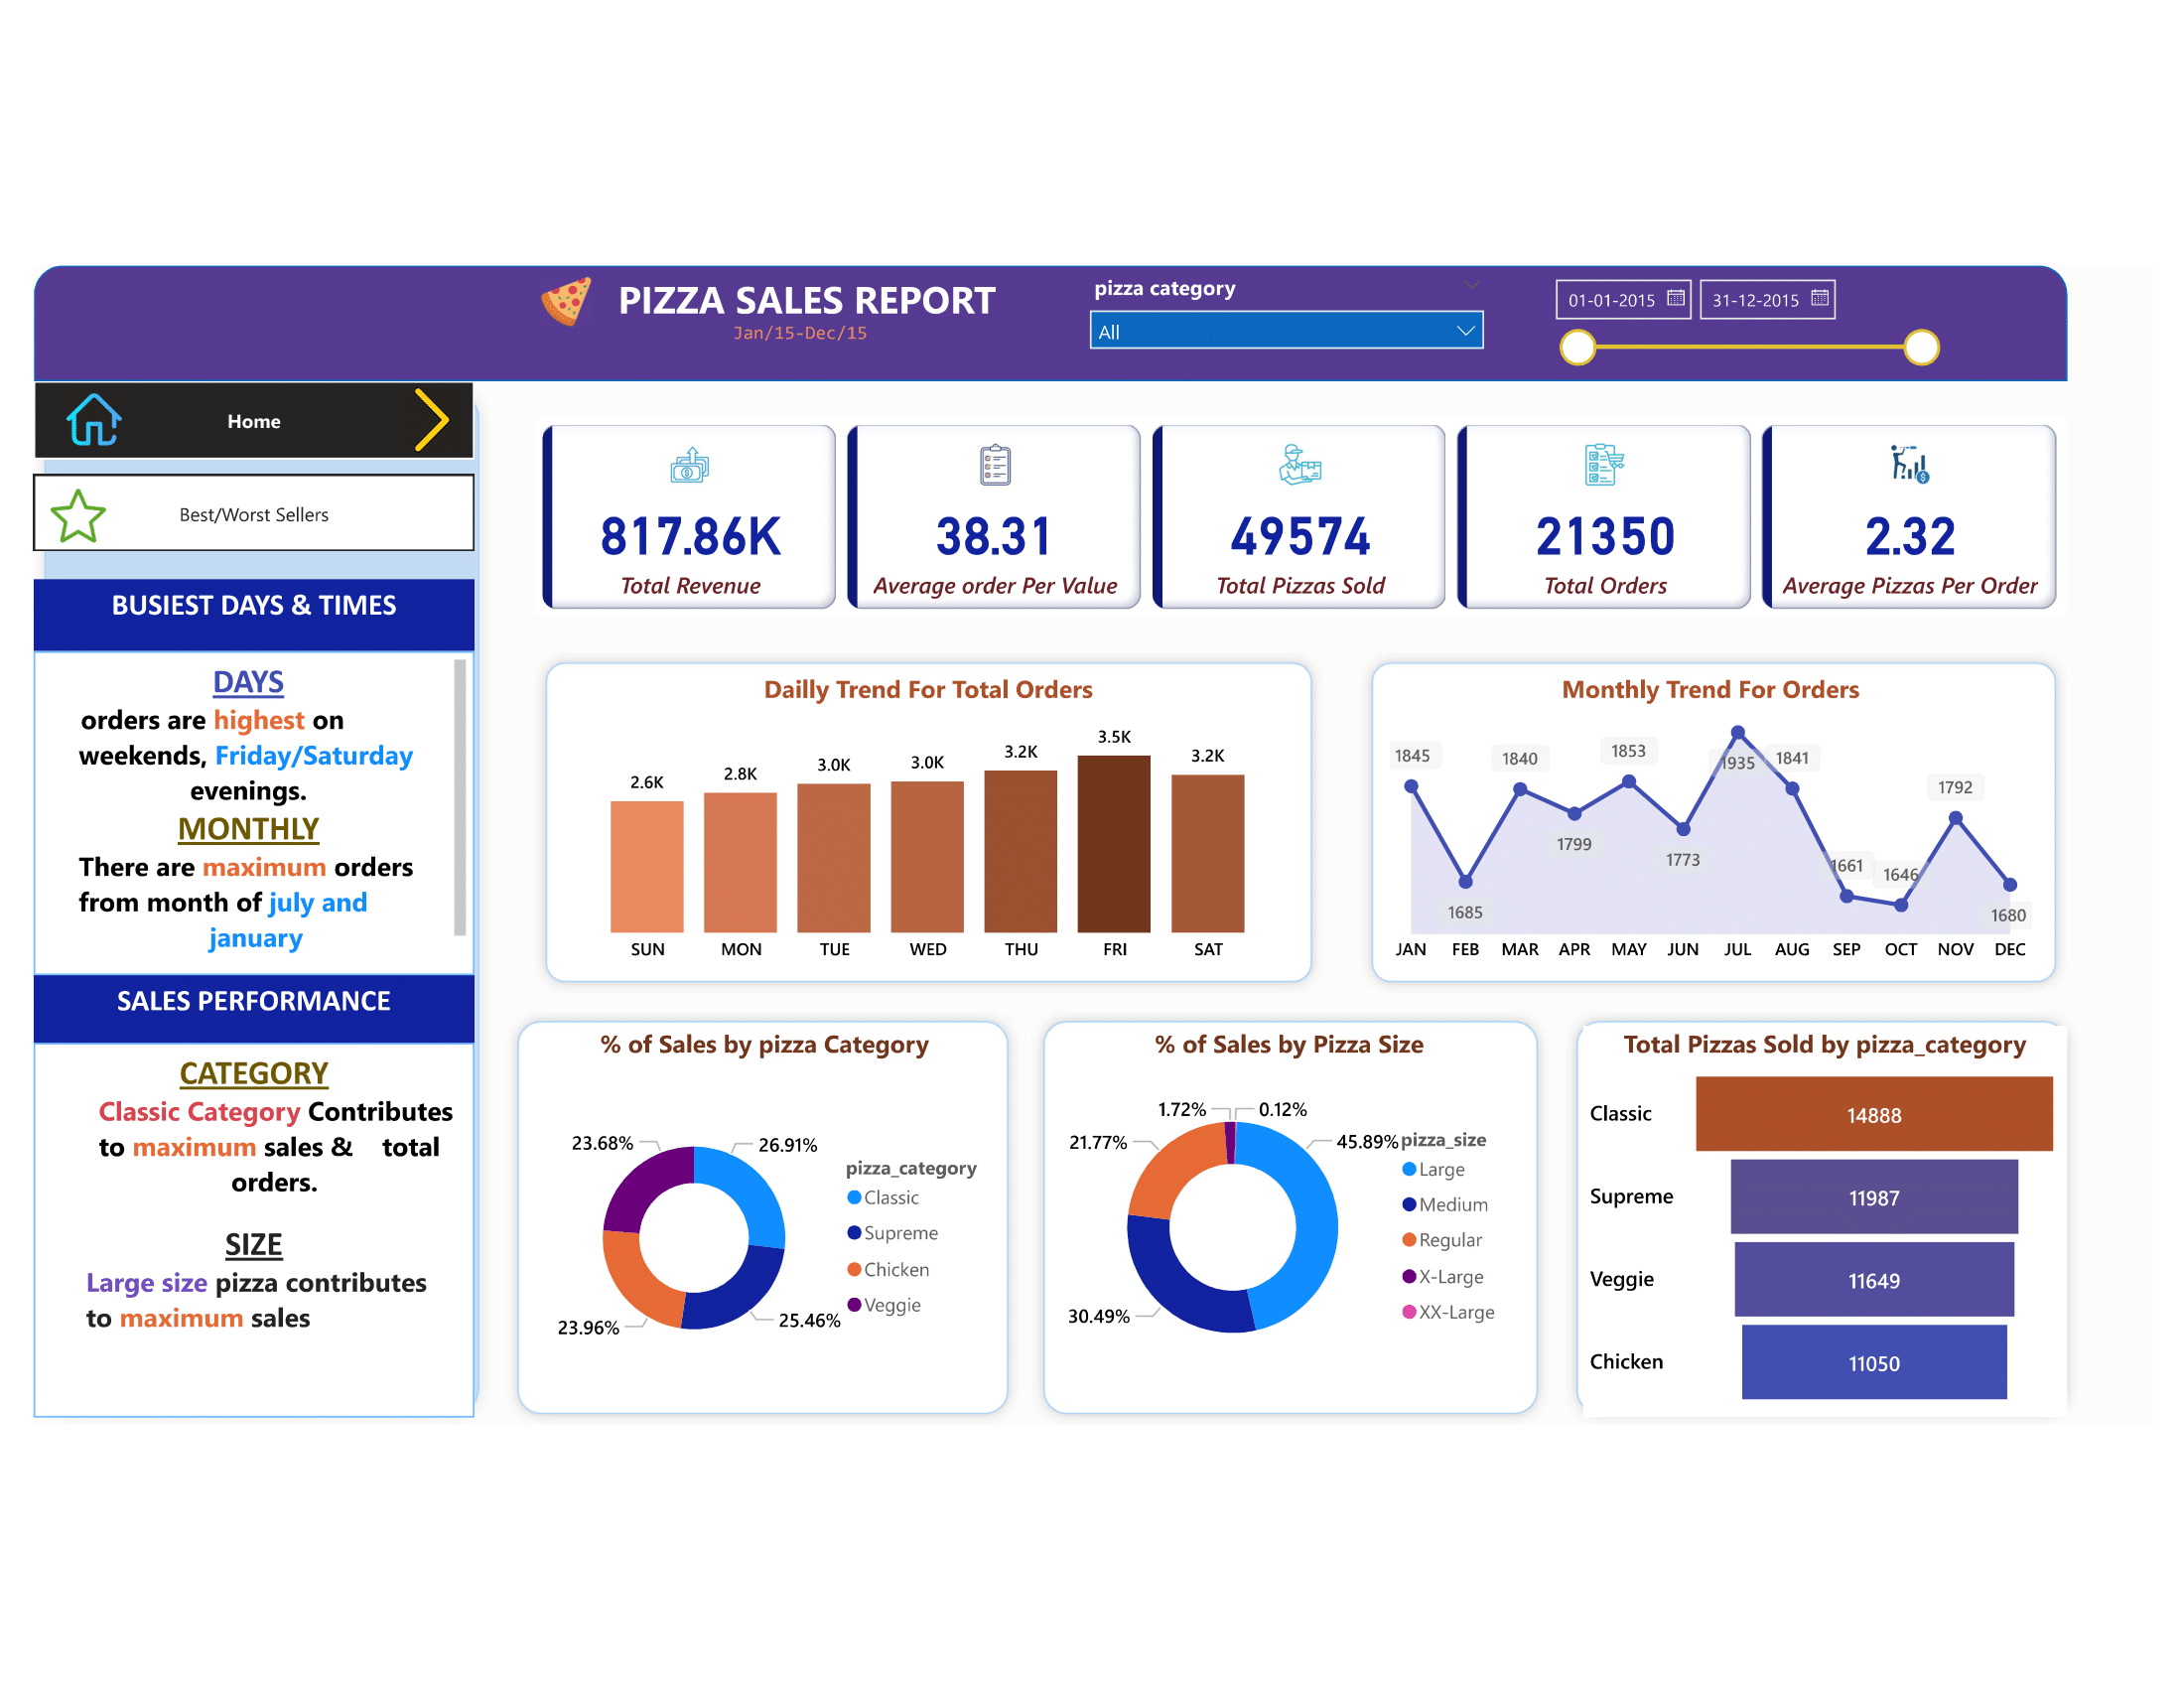 PIZZA SALES REPORT
Jan/15-Dec/15
pizza category
All
01-01-2015
31-12-2015
Home
Best/Worst Sellers
BUSIEST DAYS & TIMES
DAYS
orders are highest on
weekends, Friday/Saturday
evenings.
MONTHLY
There are maximum orders
from month of july and
january
SALES PERFORMANCE
CATEGORY
Classic Category Contributes
to maximum sales & total
orders.
SIZE
Large size pizza contributes
to maximum sales
817.86K
Total Revenue
38.31
Average order Per Value
49574
Total Pizzas Sold
21350
Total Orders
2.32
Average Pizzas Per Order
Dailly Trend For Total Orders
2.6K
2.8K
3.0K
3.0K
3.2K
3.5K
3.2K
SUN MON TUE WED THU FRI SAT
Monthly Trend For Orders
1845
1685
1840
1799
1853
1773
1935
1841
1661
1646
1792
1680
JAN FEB MAR APR MAY JUN JUL AUG SEP OCT NOV DEC
% of Sales by pizza Category
23.68%
26.91%
23.96%
25.46%
pizza_category
Classic
Supreme
Chicken
Veggie
% of Sales by Pizza Size
1.72%
0.12%
21.77%
45.89%
30.49%
pizza_size
Large
Medium
Regular
X-Large
XX-Large
Total Pizzas Sold by pizza_category
Classic 14888
Supreme 11987
Veggie 11649
Chicken 11050